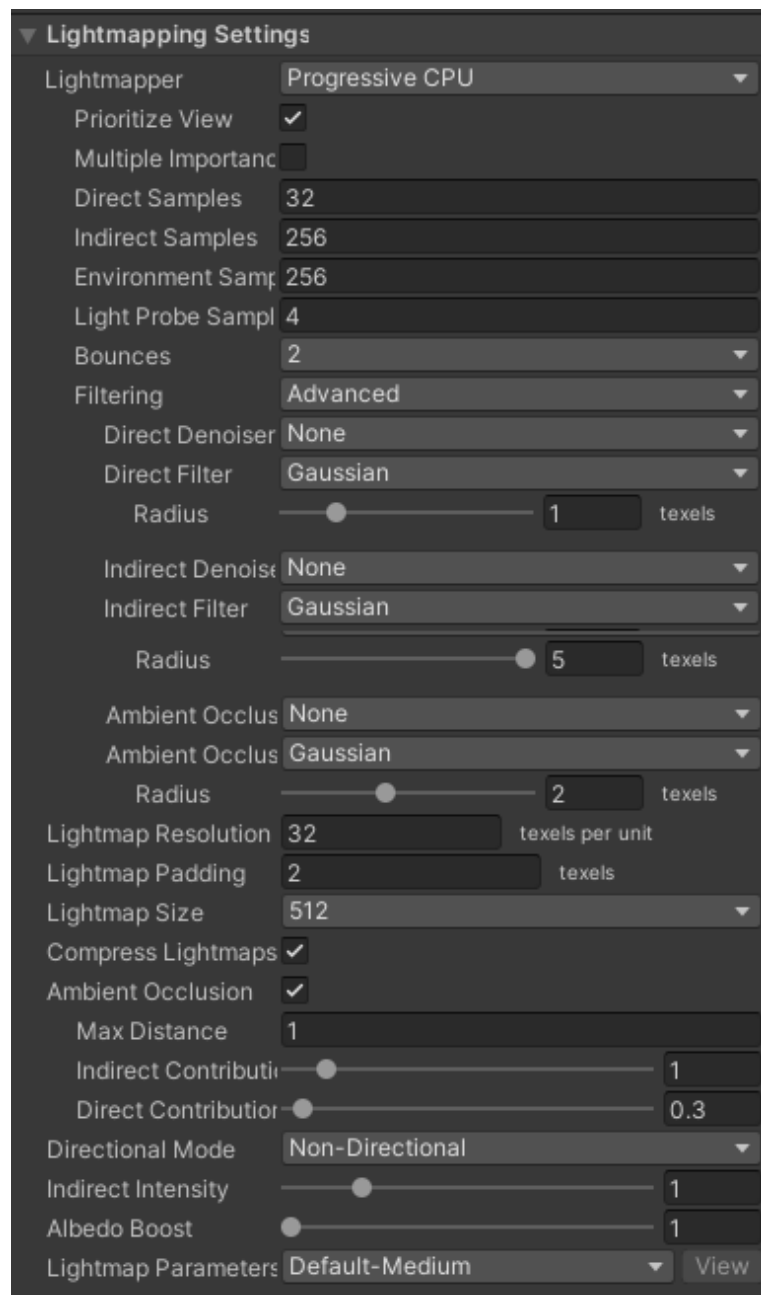 Lightmapping Settings
Lightmapper Progressive CPU
Prioritize View
Multiple Importanc
Direct Samples 32
Indirect Samples 256
Environment Samp 256
Light Probe Sampl 4
Bounces 2
Filtering Advanced
Direct Denoiser None
Direct Filter Gaussian
Radius 1 texels
Indirect Denoise None
Indirect Filter Gaussian
Radius 5 texels
Ambient Occlus None
Ambient Occlus Gaussian
Radius 2 texels
Lightmap Resolution 32 texels per unit
Lightmap Padding 2 texels
Lightmap Size 512
Compress Lightmaps
Ambient Occlusion
Max Distance 1
Indirect Contributi 1
Direct Contribution 0.3
Directional Mode Non-Directional
Indirect Intensity 1
Albedo Boost 1
Lightmap Parameters Default-Medium View